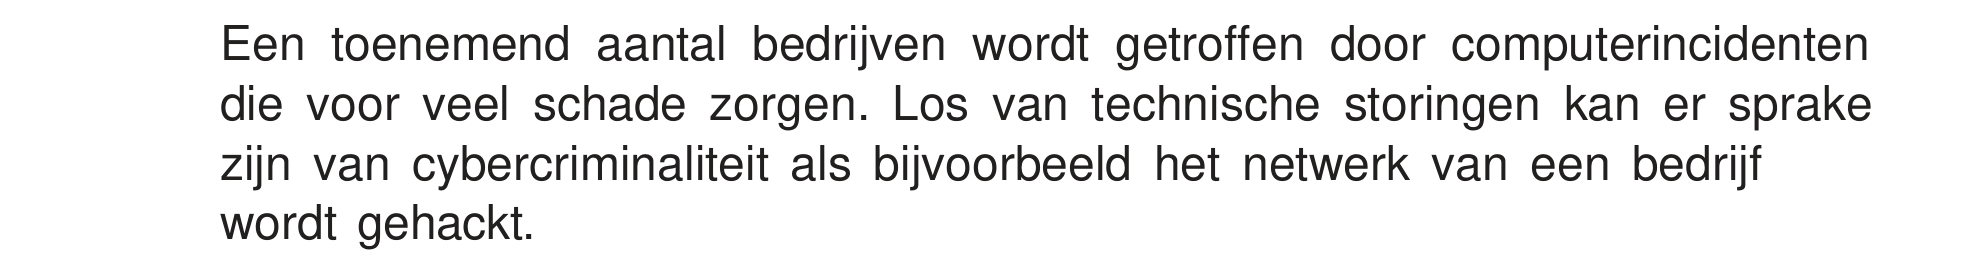 Een toenemend aantal bedrijven wordt getroffen door computerincidenten
die voor veel schade zorgen. Los van technische storingen kan er sprake
zijn van cybercriminaliteit als bijvoorbeeld het netwerk van een bedrijf
wordt gehackt.